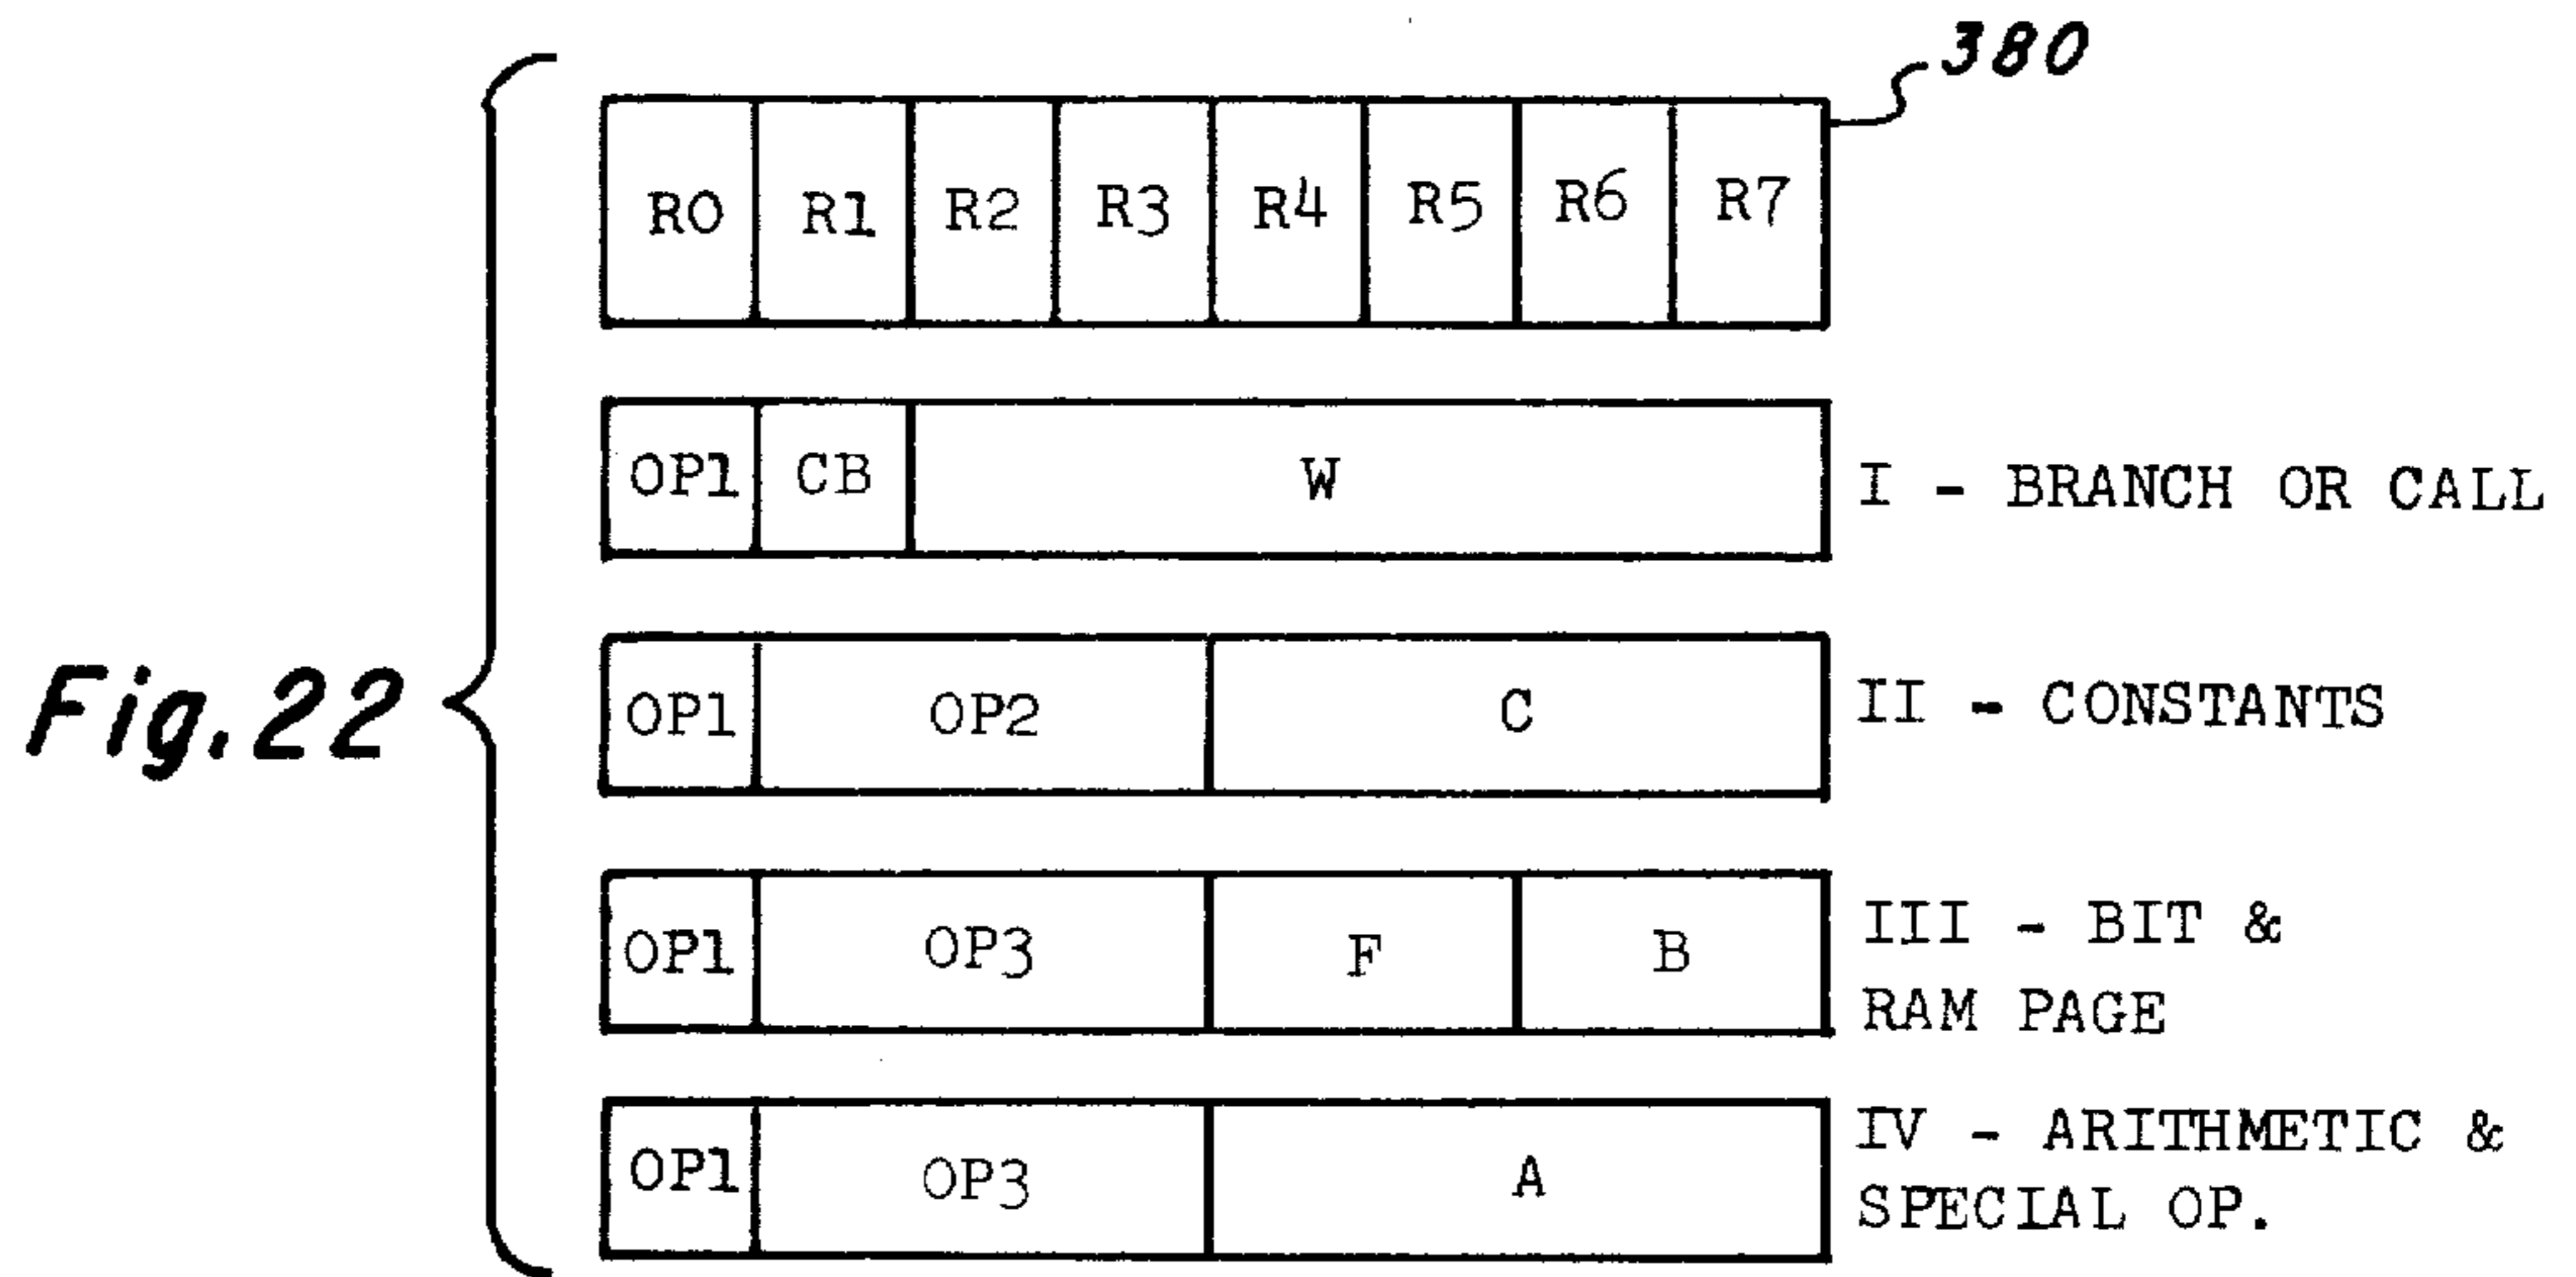 380
R0 R1 R2 R3 R4 R5 R6 R7
OP1 CB W I - BRANCH OR CALL
Fig.22
OP1 OP2 C II - CONSTANTS
OP1 OP3 F B III - BIT &
RAM PAGE
OP1 OP3 A IV - ARITHMETIC &
SPECIAL OP.